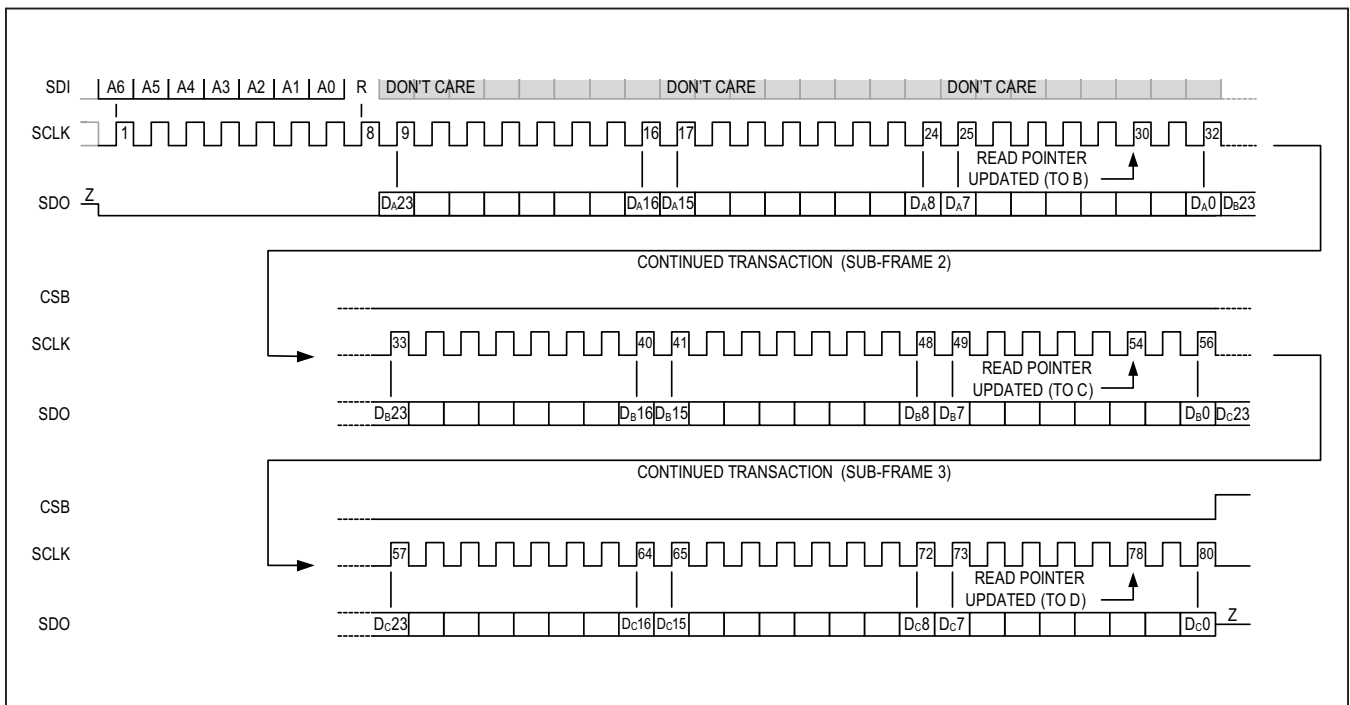 SDI A6 A5 A4 A3 A2 A1 A0 R DON'T CARE DON'T CARE DON'T CARE
SCLK 1 8 9 16 17 24 25 30 32
READ POINTER
UPDATED (TO B)
SDO Z DA23 DA16 DA15 DA8 DA7 DA0 DB23
CONTINUED TRANSACTION (SUB-FRAME 2)
CSB
SCLK 33 40 41 48 49 54 56
READ POINTER
UPDATED (TO C)
SDO DB23 DB16 DB15 DB8 DB7 DB0 DC23
CONTINUED TRANSACTION (SUB-FRAME 3)
CSB
SCLK 57 64 65 72 73 78 80
READ POINTER
UPDATED (TO D)
SDO DC23 DC16 DC15 DC8 DC7 DC0 Z